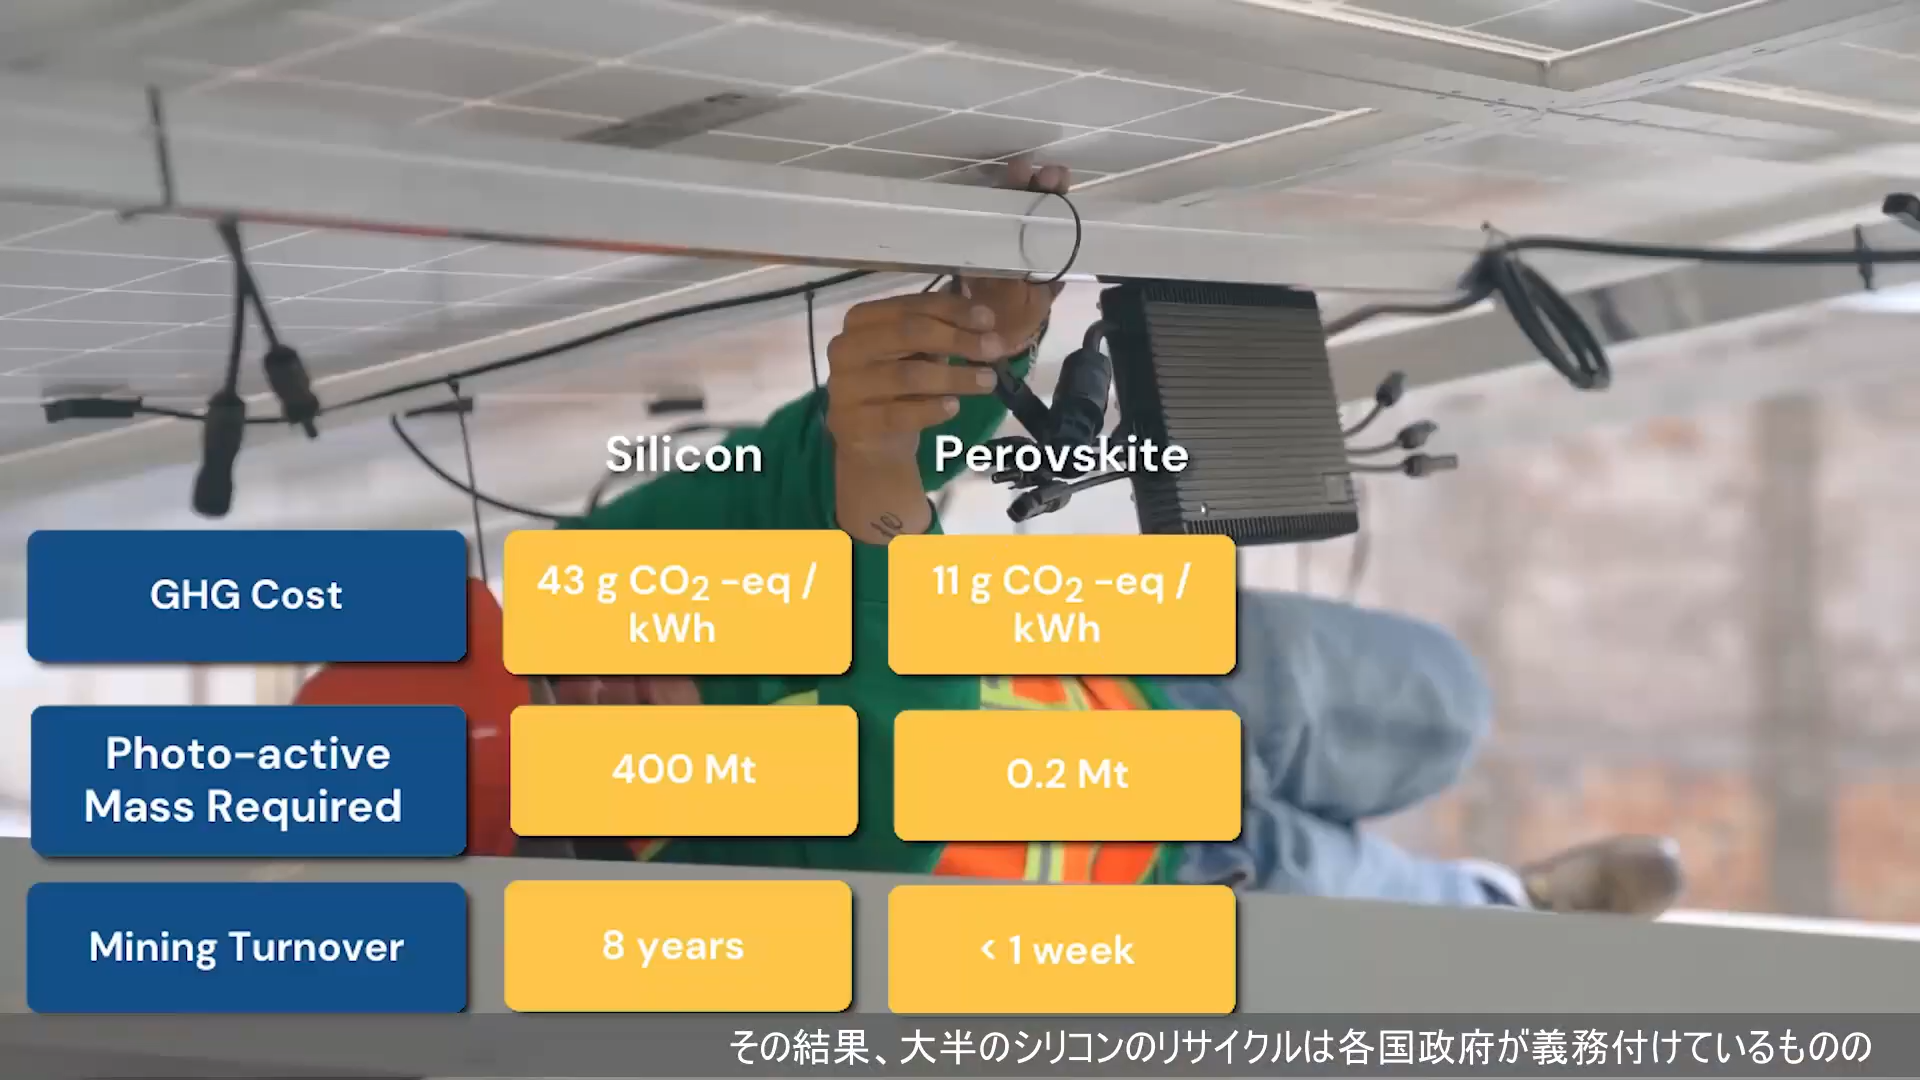 Silicon
Perovskite
GHG Cost
43 g CO₂ -eq /
kWh
11 g CO₂ -eq /
kWh
Photo-active
Mass Required
400 Mt
0.2 Mt
Mining Turnover
8 years
< 1 week
その結果、大半のシリコンのリサイクルは各国政府が義務付けているものの